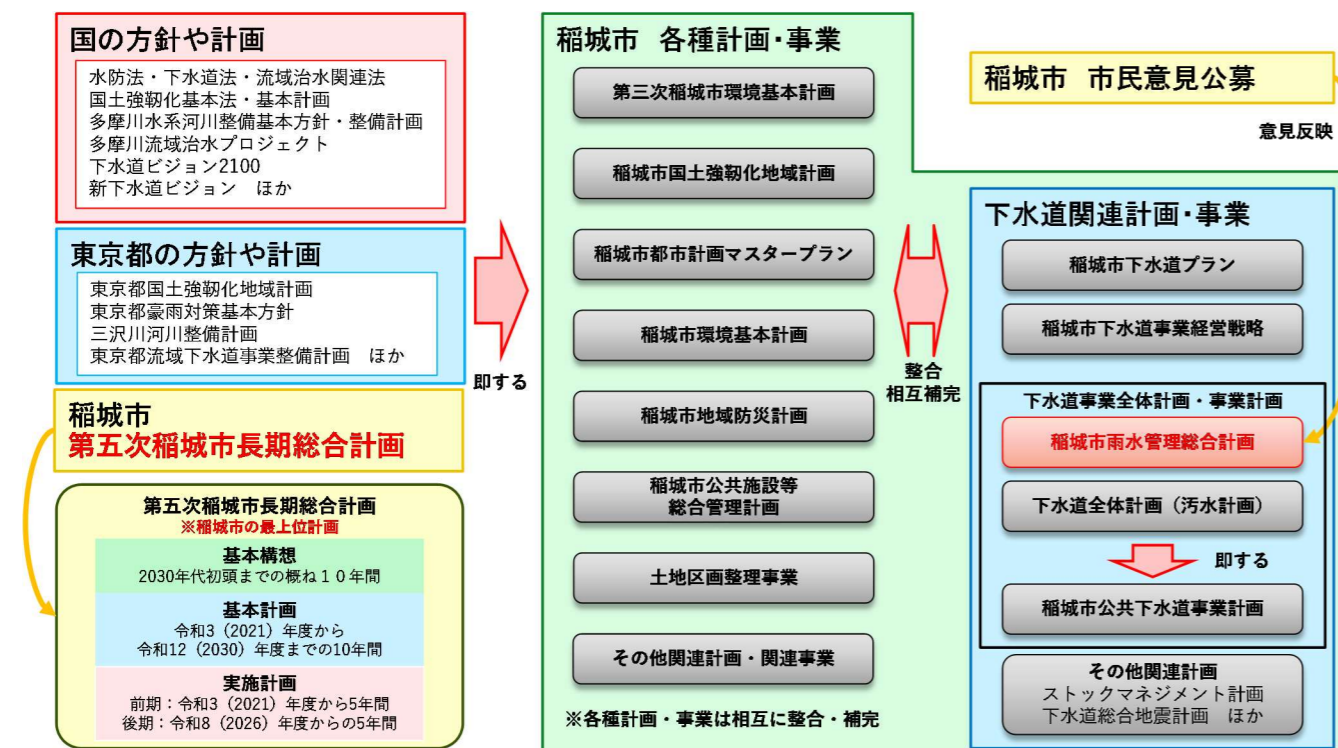 国の方針や計画
水防法・下水道法・流域治水関連法
国土強靱化基本法・基本計画
多摩川水系河川整備基本方針・整備計画
多摩川流域治水プロジェクト
下水道ビジョン2100
新下水道ビジョン　ほか
東京都の方針や計画
東京都国土強靱化地域計画
東京都豪雨対策基本方針
三沢川河川整備計画
東京都流域下水道事業整備計画　ほか
即する
稲城市
第五次稲城市長期総合計画
第五次稲城市長期総合計画
※稲城市の最上位計画
基本構想
2030年代初頭までの概ね１０年間
基本計画
令和3（2021）年度から
令和12（2030）年度までの10年間
実施計画
前期：令和3（2021）年度から5年間
後期：令和8（2026）年度からの5年間
稲城市　各種計画・事業
第三次稲城市環境基本計画
稲城市国土強靱化地域計画
稲城市都市計画マスタープラン
稲城市環境基本計画
稲城市地域防災計画
稲城市公共施設等
総合管理計画
土地区画整理事業
その他関連計画・関連事業
※各種計画・事業は相互に整合・補完
整合
相互補完
稲城市　市民意見公募
意見反映
下水道関連計画・事業
稲城市下水道プラン
稲城市下水道事業経営戦略
下水道事業全体計画・事業計画
稲城市雨水管理総合計画
下水道全体計画（汚水計画）
即する
稲城市公共下水道事業計画
その他関連計画
ストックマネジメント計画
下水道総合地震計画　ほか